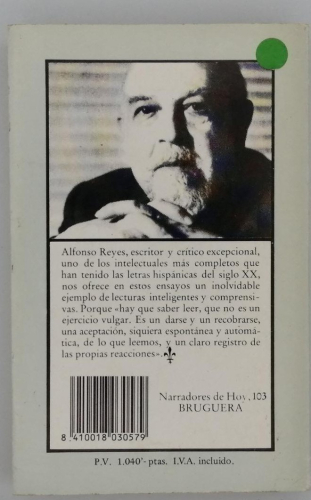 Alfonso Reyes, escritor y crítico excepcional,
uno de los intelectuales más completos
que han tenido las letras hispánicas del siglo XX,
nos ofrece en estos ensayos un inolvidable
ejemplo de lecturas inteligentes y comprensi-
vas. Porque «hay que saber leer, que no es un
ejercicio vulgar. Es un darse y un recobrarse,
una aceptación, siquiera espontánea y automá-
tica, de lo que leemos, y un claro registro de
las propias reacciones».
Narradores de Hoy, 103
BRUGUERA
8 410018 030579
P.V. 1.040'- ptas. I.V.A. incluido.